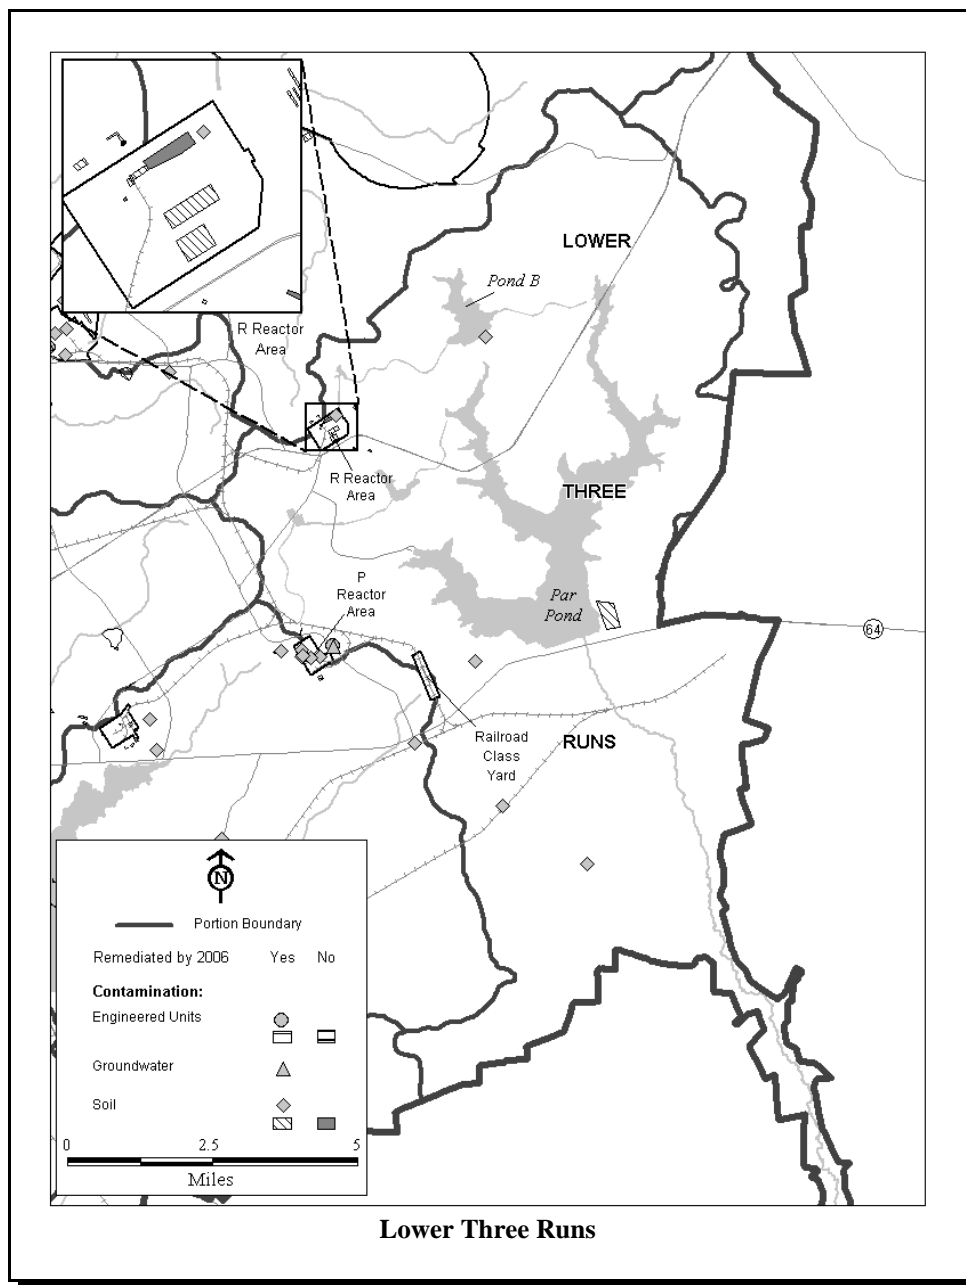 LOWER
Pond B
R Reactor
Area
R Reactor
Area
THREE
P
Reactor
Area
Par
Pond
64
Railroad
Class
Yard
RUNS
N
Portion Boundary
Remediated by 2006 Yes No
Contamination:
Engineered Units
Groundwater
Soil
0 2.5 5
Miles
Lower Three Runs